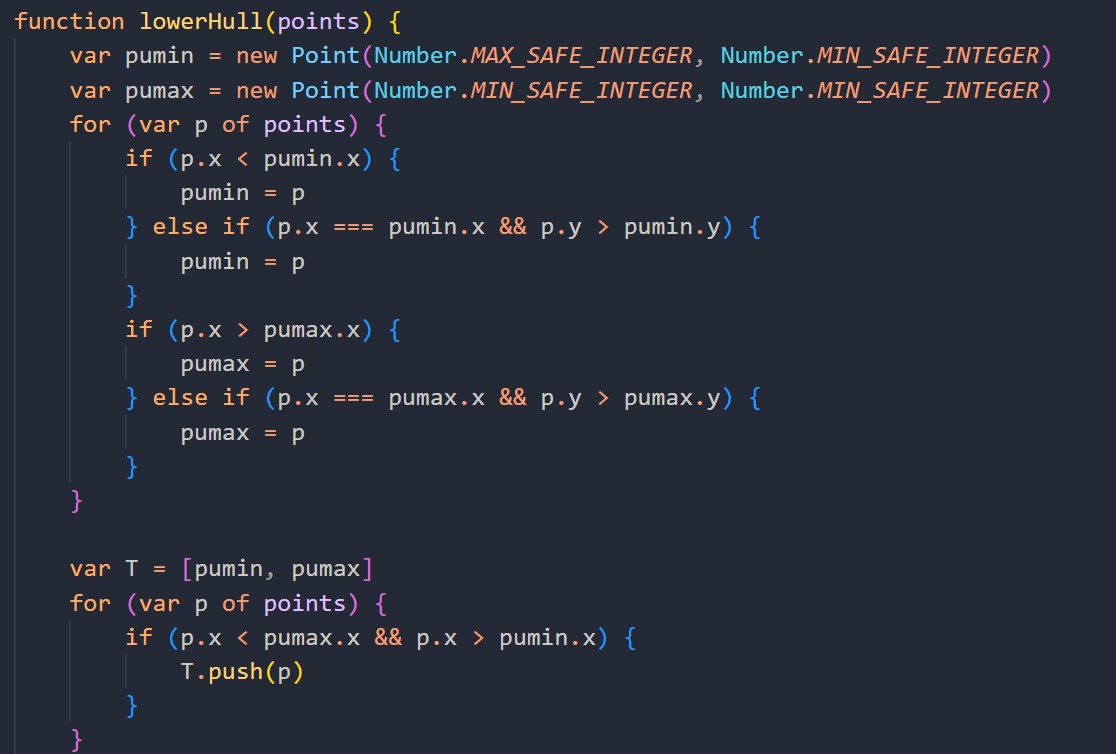 function lowerHull(points) {
    var pumin = new Point(Number.MAX_SAFE_INTEGER, Number.MIN_SAFE_INTEGER)
    var pumax = new Point(Number.MIN_SAFE_INTEGER, Number.MIN_SAFE_INTEGER)
    for (var p of points) {
        if (p.x < pumin.x) {
            pumin = p
        } else if (p.x === pumin.x && p.y > pumin.y) {
            pumin = p
        }
        if (p.x > pumax.x) {
            pumax = p
        } else if (p.x === pumax.x && p.y > pumax.y) {
            pumax = p
        }
    }

    var T = [pumin, pumax]
    for (var p of points) {
        if (p.x < pumax.x && p.x > pumin.x) {
            T.push(p)
        }
    }